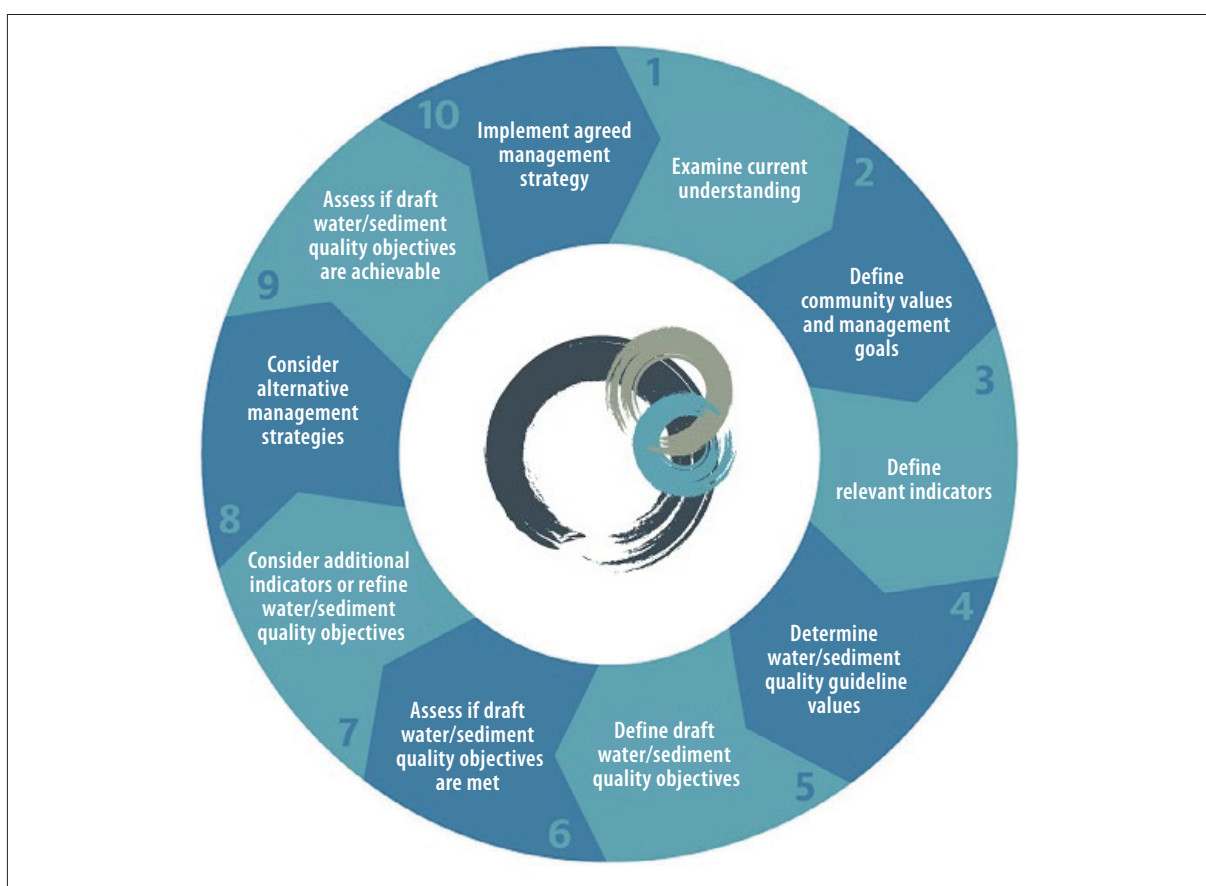 1
Examine current
understanding
2
Define
community values
and management
goals
3
Define
relevant indicators
4
Determine
water/sediment
quality guideline
values
5
Define draft
water/sediment
quality objectives
6
Assess if draft
water/sediment
quality objectives
are met
7
Consider additional
indicators or refine
water/sediment
quality objectives
8
Consider
alternative
management
strategies
9
Assess if draft
water/sediment
quality objectives
are achievable
10
Implement agreed
management
strategy